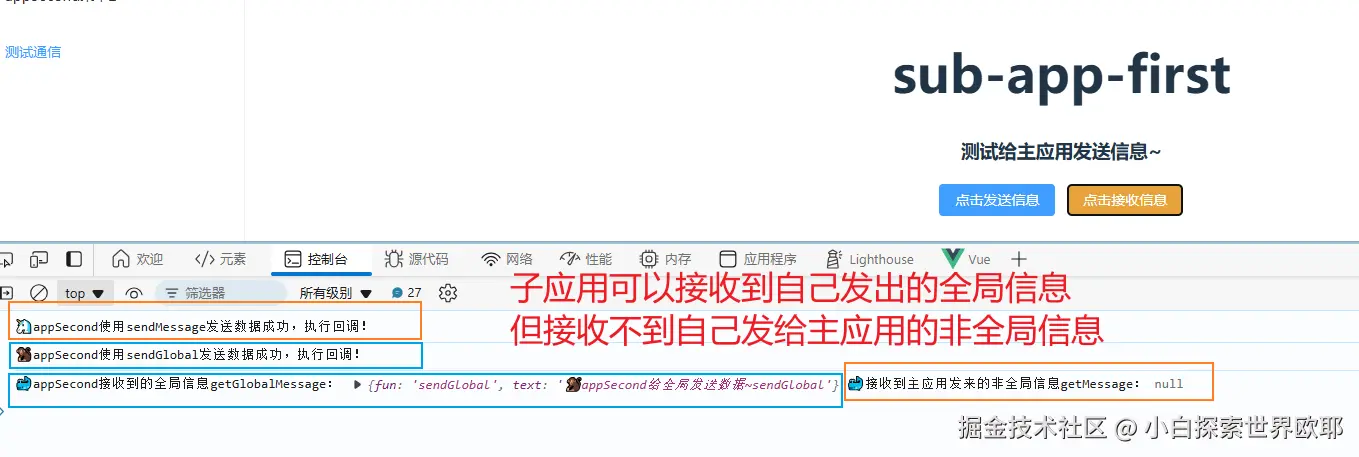 测试通信
sub-app-first
测试给主应用发送信息~
点击发送信息 点击接收信息
欢迎 元素 控制台 源代码 网络 性能 内存 应用程序 Lighthouse Vue
top 筛选器 所有级别 27
子应用可以接收到自己发出的全局信息
但接收不到自己发给主应用的非全局信息
appSecond使用sendMessage发送数据成功，执行回调!
appSecond使用sendGlobal发送数据成功，执行回调!
appSecond接收到的全局信息getGlobalMessage: {fun: 'sendGlobal', text: 'appSecond给全局发送数据~sendGlobal'} 接收到主应用发来的非全局信息getMessage: null
掘金技术社区 @ 小白探索世界欧耶